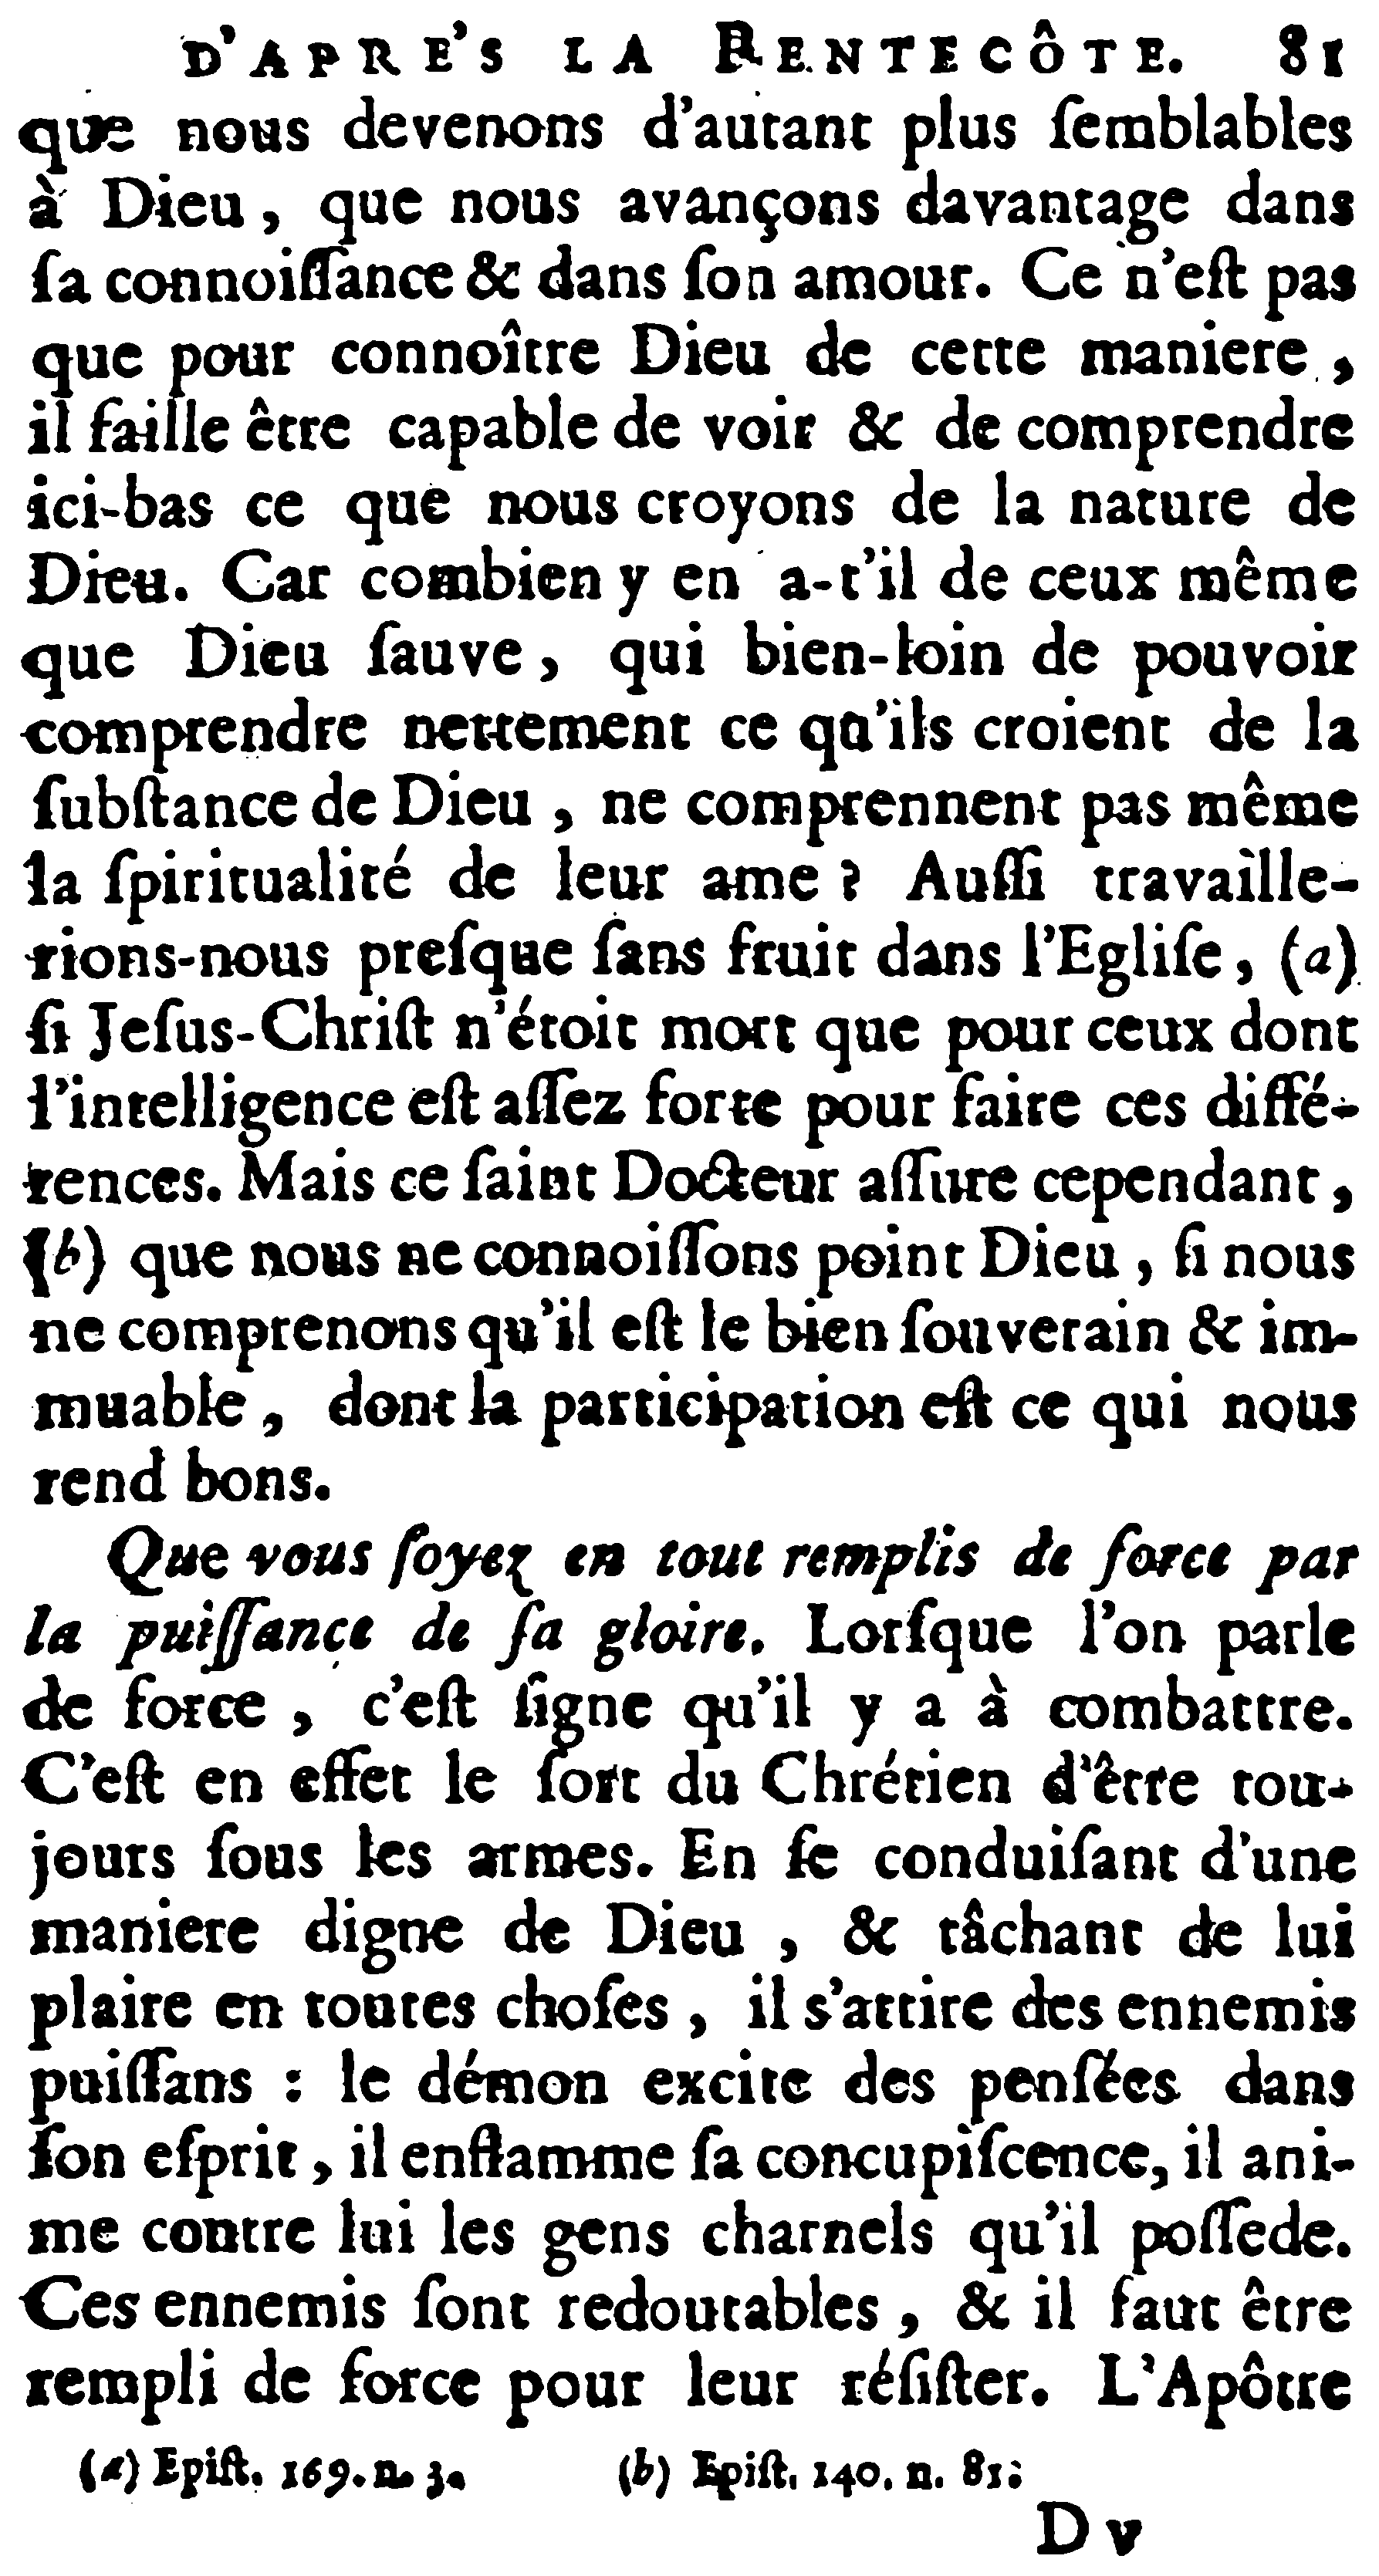 D'APRE'S LA PENTECÔTE. 81
que nous devenons d'autant plus ſemblables
à Dieu, que nous avançons davantage dans
ſa connoiſſance & dans ſon amour. Ce n'eſt pas
que pour connoître Dieu de cette maniere,
il faille être capable de voir & de comprendre
ici-bas ce que nous croyons de la nature de
Dieu. Car combien y en a-t'il de ceux même
que Dieu ſauve, qui bien-loin de pouvoir
comprendre nettement ce qu'ils croient de la
ſubſtance de Dieu, ne comprennent pas même
la ſpiritualité de leur ame? Auſſi travaille-
rions-nous preſque ſans fruit dans l'Egliſe, (a)
ſi Jeſus-Chriſt n'étoit mort que pour ceux dont
l'intelligence eſt aſſez forte pour faire ces diffé-
rences. Mais ce ſaint Docteur aſſure cependant,
(b) que nous ne connoiſſons point Dieu, ſi nous
ne comprenons qu'il eſt le bien ſouverain & im-
muable, dont la participation eſt ce qui nous
rend bons.
Que vous ſoyez en tout remplis de force par
la puiſſance de ſa gloire. Lorſque l'on parle
de force, c'eſt ſigne qu'il y a à combattre.
C'eſt en effet le ſort du Chrétien d'être tou-
jours ſous les armes. En ſe conduiſant d'une
maniere digne de Dieu, & tâchant de lui
plaire en toutes choſes, il s'attire des ennemis
puiſſans : le démon excite des penſées dans
ſon eſprit, il enflamme ſa concupiſcence, il ani-
me contre lui les gens charnels qu'il poſſede.
Ces ennemis ſont redoutables, & il faut être
rempli de force pour leur réſiſter. L'Apôtre
(a) Epiſt. 169. n. 3. (b) Epiſt. 140. n. 81.
D v